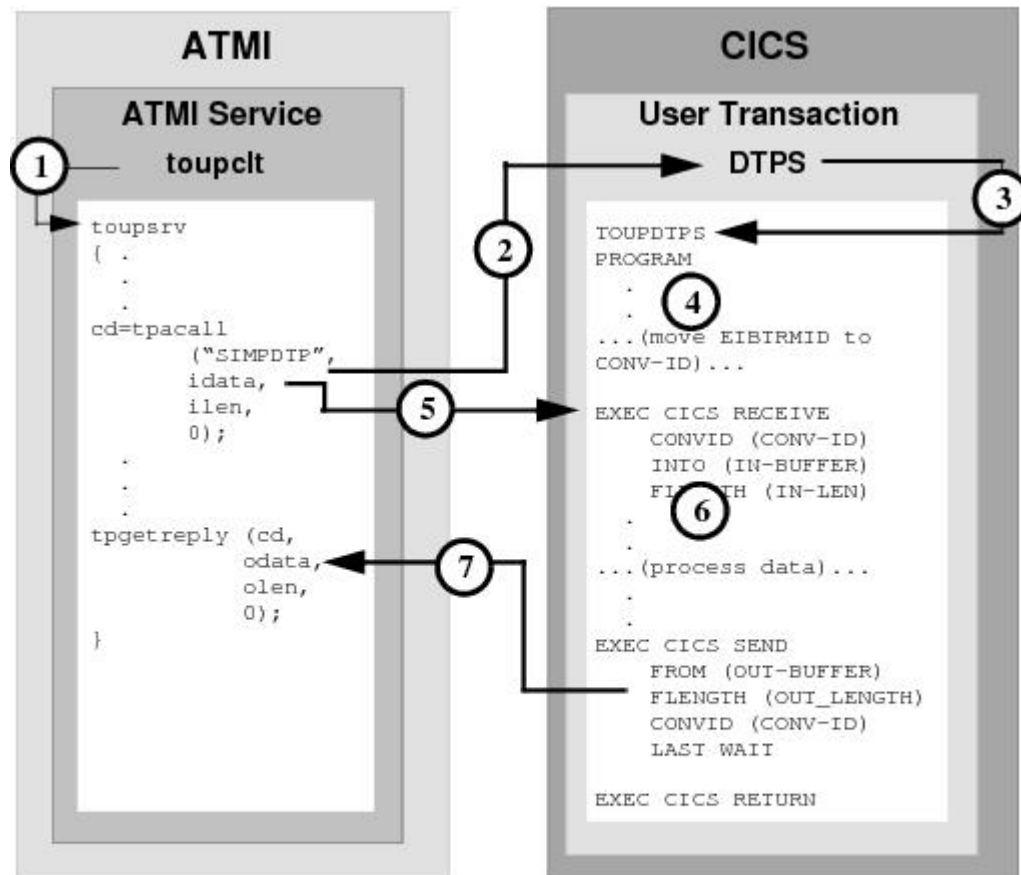 ATMI
ATMI Service
toupclt
1
toupsrv
{ .
.
.
cd=tpacall
("SIMPDTP",
idata,
ilen,
0);
.
.
.
tpgetreply (cd,
odata,
olen,
0);
}
2
5
7
CICS
User Transaction
DTPS
3
TOUPDTPS
PROGRAM
.
.
4
...(move EIBTRMID to
CONV-ID)...
EXEC CICS RECEIVE
CONVID (CONV-ID)
INTO (IN-BUFFER)
(IN-LEN)
6
.
.
...(process data)...
.
.
EXEC CICS SEND
FROM (OUT-BUFFER)
FLENGTH (OUT_LENGTH)
CONVID (CONV-ID)
LAST WAIT
EXEC CICS RETURN